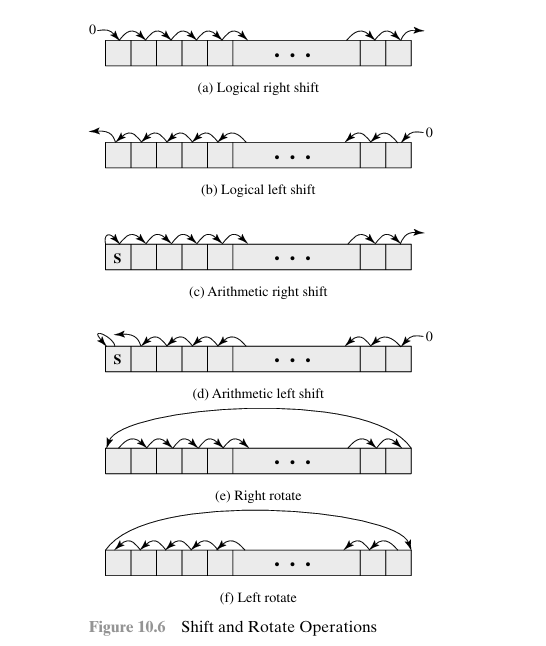 0
• • •
(a) Logical right shift
0
• • •
(b) Logical left shift
S
• • •
(c) Arithmetic right shift
0
S
• • •
(d) Arithmetic left shift
• • •
(e) Right rotate
• • •
(f) Left rotate
Figure 10.6 Shift and Rotate Operations